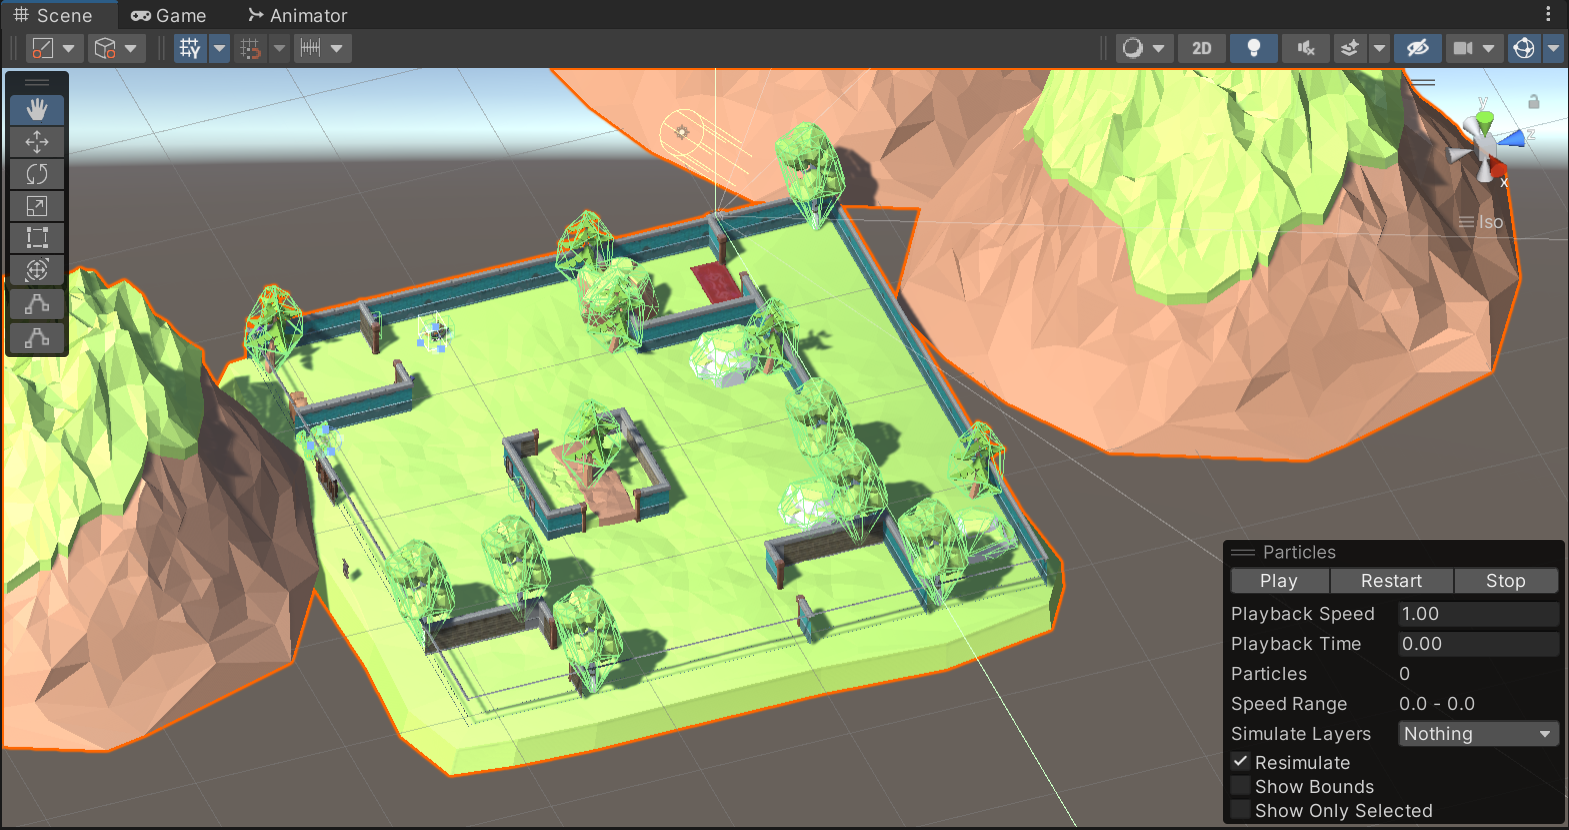 Scene Game Animator
2D
y
z
x
Iso
Particles
Play Restart Stop
Playback Speed 1.00
Playback Time 0.00
Particles 0
Speed Range 0.0 - 0.0
Simulate Layers Nothing
Resimulate
Show Bounds
Show Only Selected